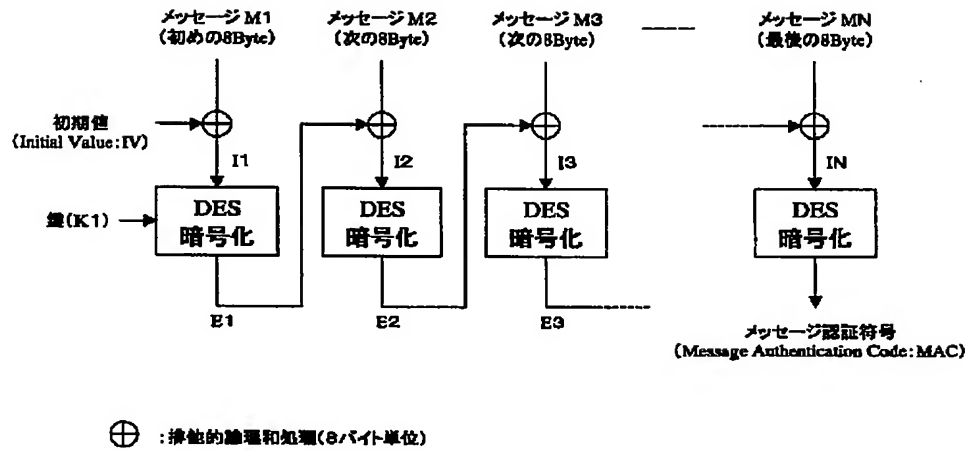 メッセージ M1
(初めの8Byte)
メッセージ M2
(次の8Byte)
メッセージ M3
(次の8Byte)
メッセージ MN
(最後の8Byte)
初期値
(Initial Value:IV)
I1
I2
I3
IN
鍵(K1)
DES
暗号化
DES
暗号化
DES
暗号化
DES
暗号化
E1
E2
E3
メッセージ認証符号
(Message Authentication Code:MAC)
:排他的論理和処理(8バイト単位)